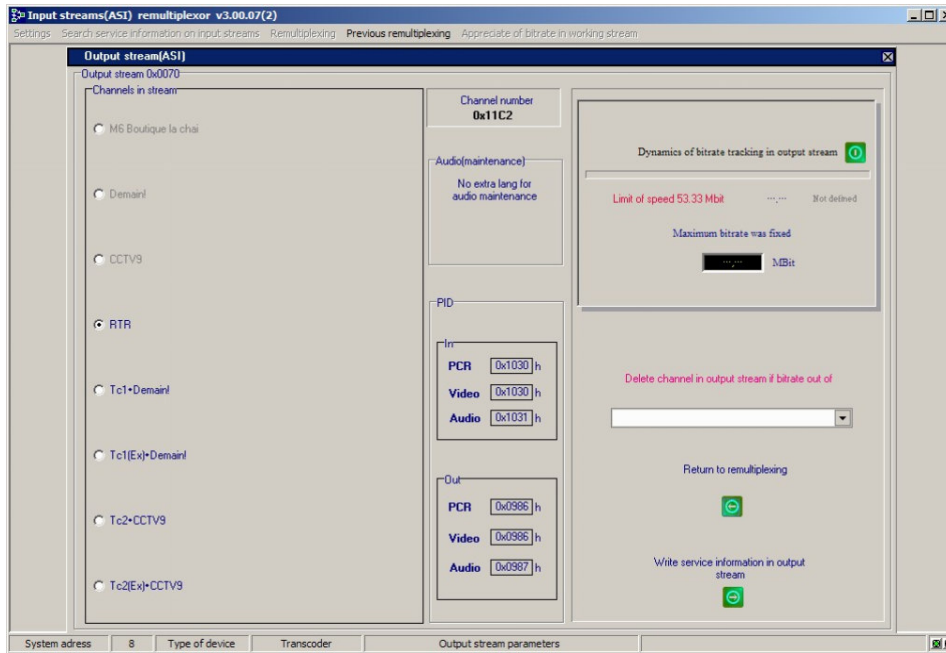 Input streams(ASI) remultiplexor v3.00.07(2)
Settings Search service information on input streams Remultiplexing Previous remultiplexing Appreciate of bitrate in working stream
Output stream(ASI)
Output stream 0x0070
Channels in stream
M6 Boutique la chai
Demain!
CCTV9
RTR
Tc1•Demain!
Tc1(Ex)•Demain!
Tc2•CCTV9
Tc2(Ex)•CCTV9
Channel number
0x11C2
Audio(maintenance)
No extra lang for
audio maintenance
PID
In
PCR 0x1030 h
Video 0x1030 h
Audio 0x1031 h
Out
PCR 0x0986 h
Video 0x0986 h
Audio 0x0987 h
Dynamics of bitrate tracking in output stream
Limit of speed 53.33 Mbit ---,--- Not defined
Maximum bitrate was fixed
---,--- MBit
Delete channel in output stream if bitrate out of
Return to remultiplexing
Write service information in output
stream
System adress 8 Type of device Transcoder Output stream parameters